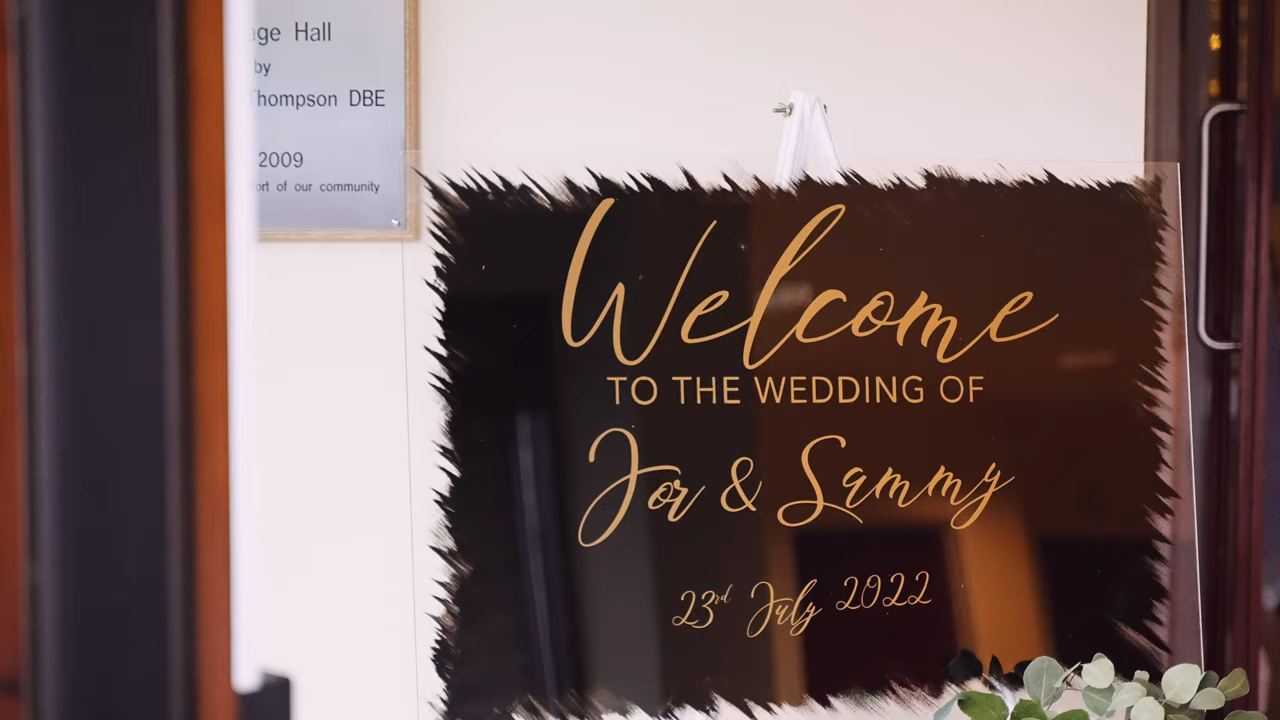 age Hall
by
Thompson DBE
2009
ort of our community
Welcome
TO THE WEDDING OF
Jor & Sammy
23rd July 2022